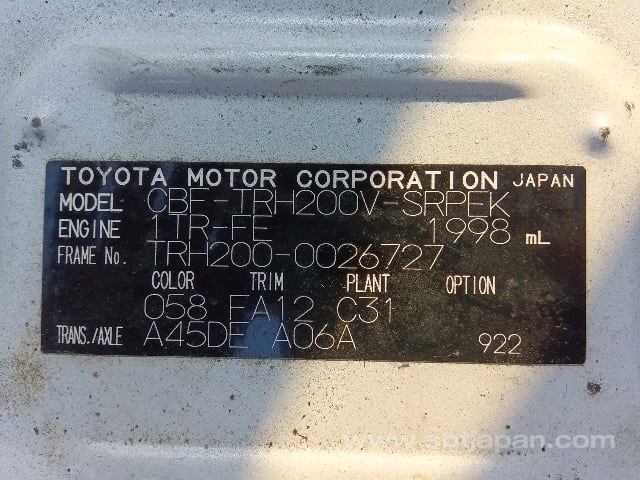 TOYOTA MOTOR CORPORATION JAPAN
MODEL CBF-TRH200V-SRPEK
ENGINE 1TR-FE 1998 mL
FRAME No. TRH200-0026727
COLOR TRIM PLANT OPTION
058 FA12 C31
TRANS./AXLE A45DE A06A 922
www.sbtjapan.com